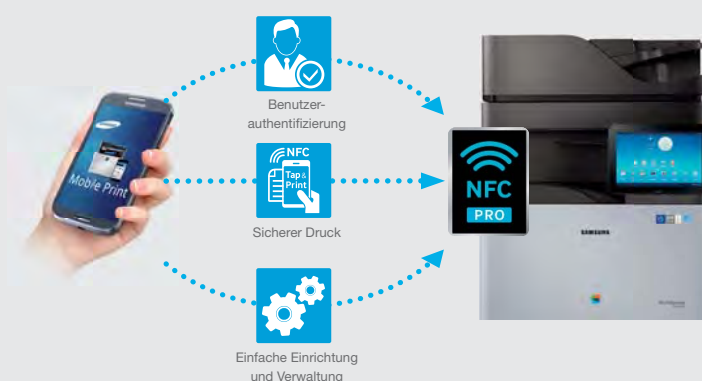 Benutzer-
authentifizierung
NFC
Tap &
Print
Sicherer Druck
Einfache Einrichtung
und Verwaltung
Mobile Print
NFC
PRO
SAMSUNG